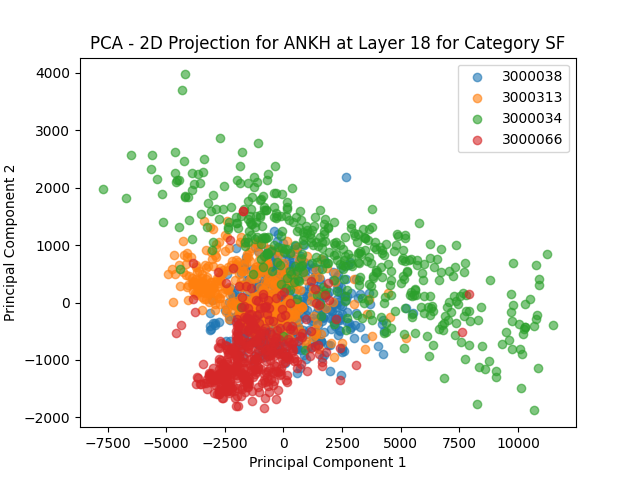 PCA - 2D Projection for ANKH at Layer 18 for Category SF
3000038
3000313
3000034
3000066
Principal Component 2
4000
3000
2000
1000
0
−1000
−2000
−7500 −5000 −2500 0 2500 5000 7500 10000
Principal Component 1